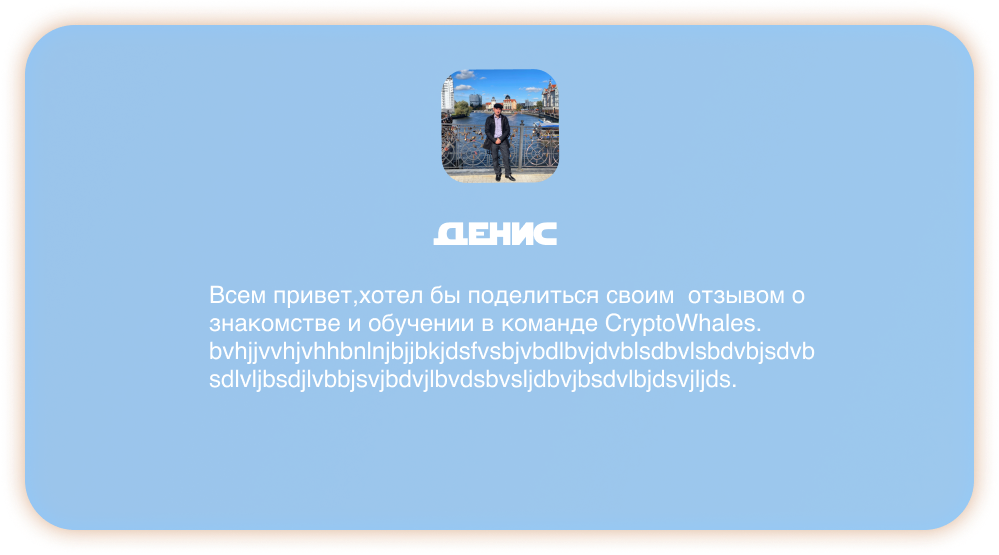 ДЕНИС
Всем привет,хотел бы поделиться своим  отзывом о
знакомстве и обучении в команде CryptoWhales.
bvhjjvvhjvhhbnlnjbjjbkjdsfvsbjvbdlbvjdvblsdbvlsbdvbjsdvb
sdlvljbsdjlvbbjsvjbdvjlbvdsbvsljdbvjbsdvlbjdsvjljds.